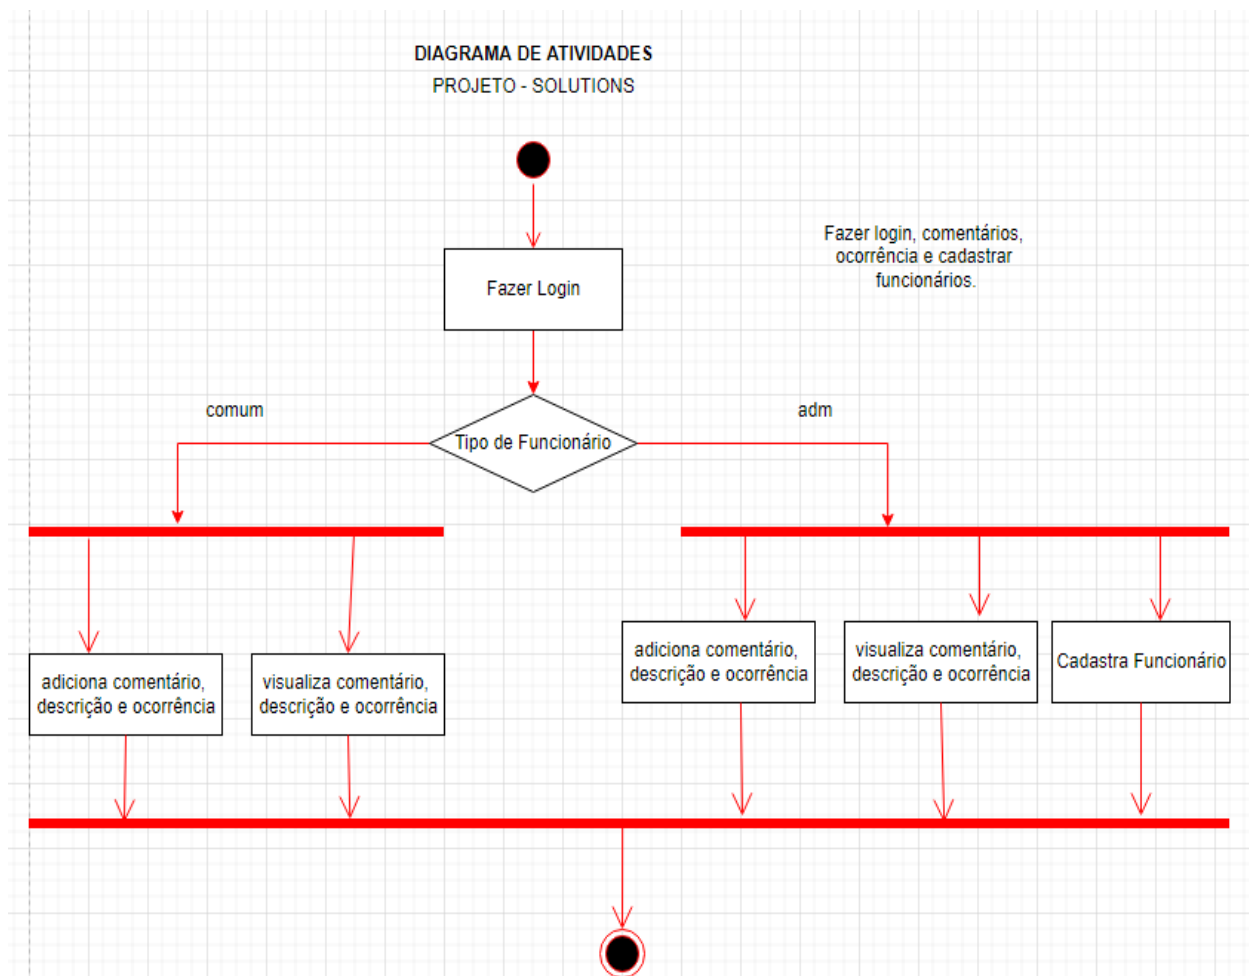 DIAGRAMA DE ATIVIDADES
PROJETO - SOLUTIONS
Fazer login, comentários,
ocorrência e cadastrar
funcionários.
Fazer Login
comum
adm
Tipo de Funcionário
adiciona comentário,
descrição e ocorrência
visualiza comentário,
descrição e ocorrência
adiciona comentário,
descrição e ocorrência
visualiza comentário,
descrição e ocorrência
Cadastra Funcionário